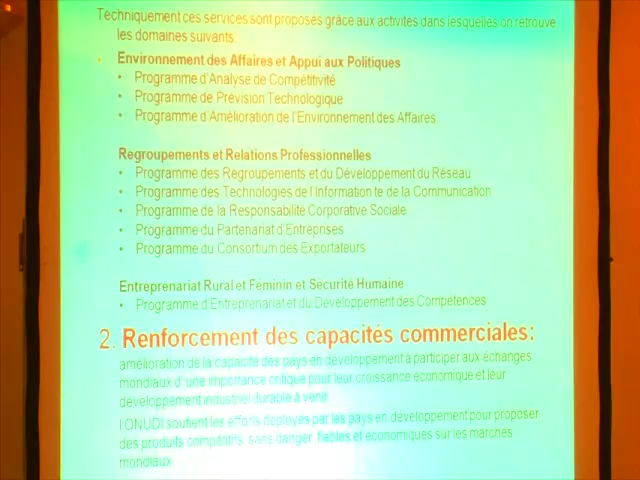 Techniquement ces services sont proposés grâce aux activités dans lesquelles on retrouve
les domaines suivants
• Environnement des Affaires et Appui aux Politiques
• Programme d'Analyse de Compétitivité
• Programme de Prévision Technologique
• Programme d'Amélioration de l'Environnement des Affaires
Regroupements et Relations Professionnelles
• Programme des Regroupements et du Développement du Réseau
• Programme des Technologies de l'Information te de la Communication
• Programme de la Responsabilité Corporative Sociale
• Programme du Partenariat d'Entreprises
• Programme du Consortium des Exportateurs
Entreprenariat Rural et Féminin et Sécurité Humaine
• Programme d'Entreprenariat et du Développement des Compétences
2. Renforcement des capacités commerciales:
amélioration de la capacité des pays en développement à participer aux échanges
mondiaux d' une importance critique pour leur croissance économique et leur
développement industriel durable à venir
l'ONUDI soutient les efforts déployés par les pays en développement pour proposer
des produits compétitifs, sans danger, fiables et économiques sur les marchés
mondiaux.